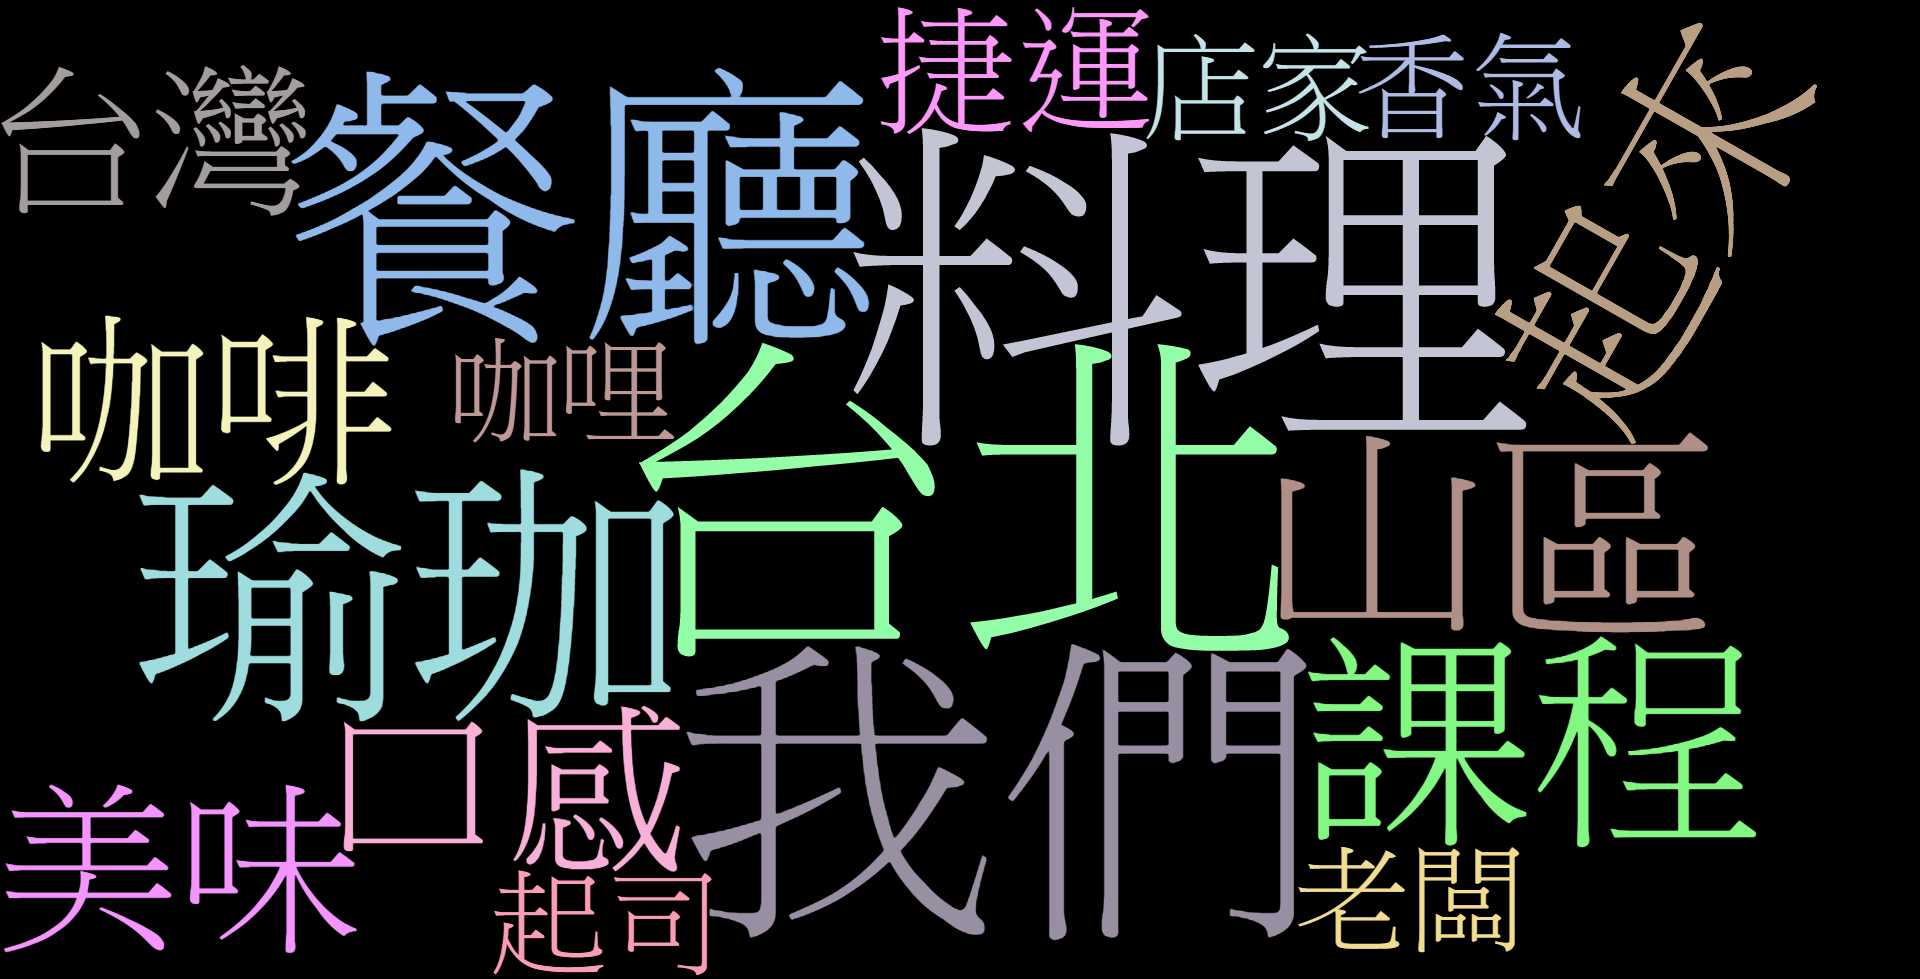 捷運
店家
香氣
台灣
餐廳
料理
起來
咖啡
咖哩
台北
山區
瑜珈
我們
課程
口感
美味
起司
老闆